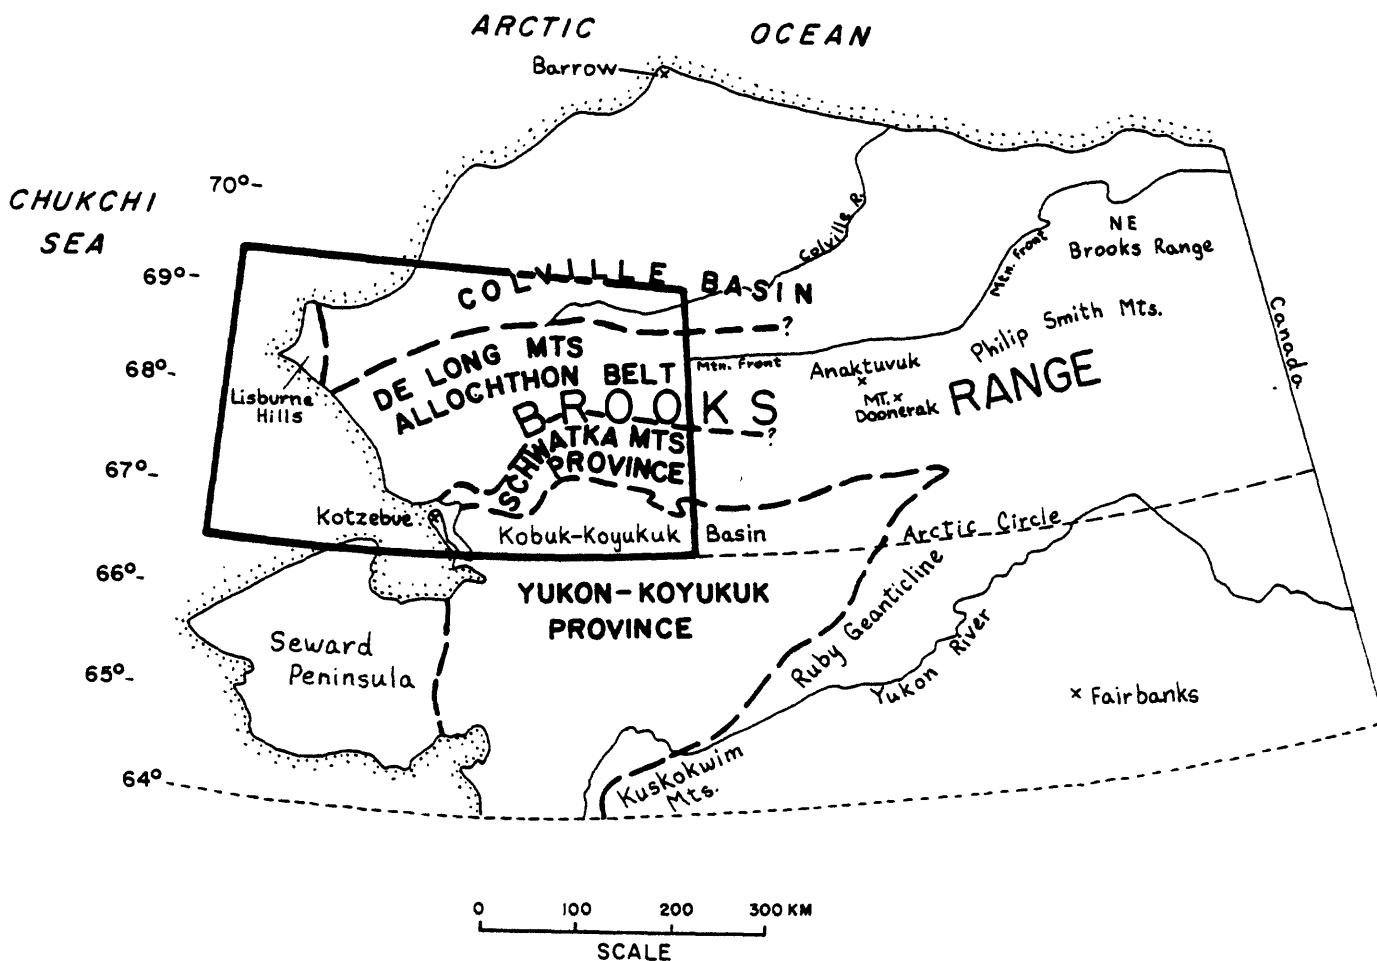 ARCTIC OCEAN
Barrow
70°
CHUKCHI
SEA
Colville R.
NE
Brooks Range
Mtn. Front
69°
COLVILLE BASIN
Canada
?
Philip Smith Mts.
DE LONG MTS
ALLOCHTHON BELT
Mtn. Front
Anaktuvuk
68°
MT.
Doonerak
RANGE
Lisburne
Hills
BROOKS
?
SCHWATKA MTS
PROVINCE
67°
Kotzebue
Kobuk-Koyukuk Basin
Arctic Circle
66°
YUKON-KOYUKUK
PROVINCE
Ruby Geanticline
Seward
Peninsula
65°
Yukon River
Fairbanks
64°
Kuskokwim
Mts.
0 100 200 300 KM
SCALE